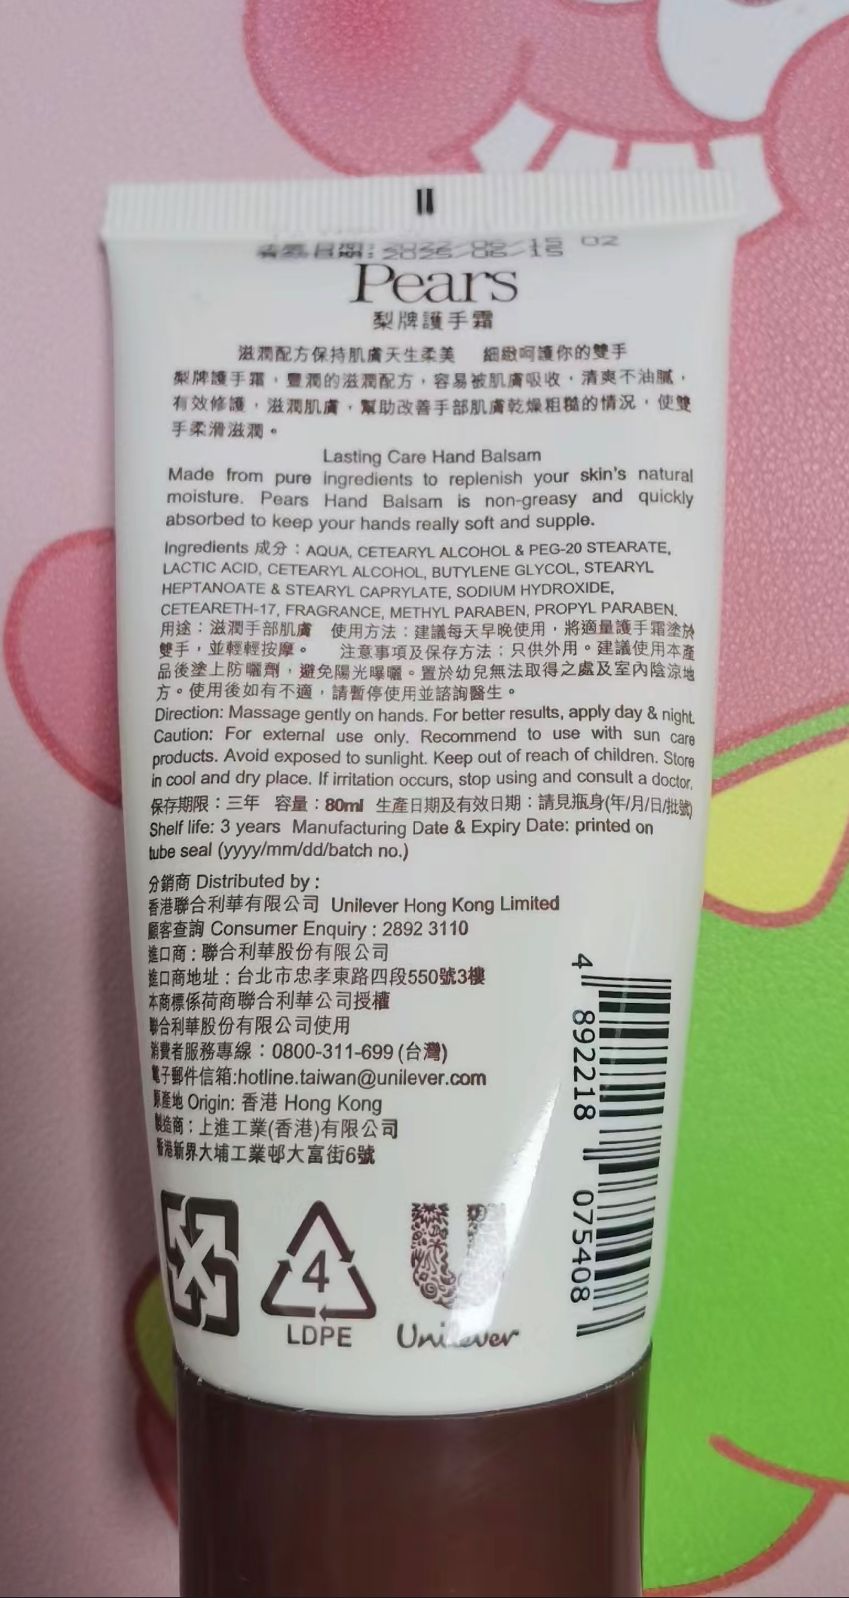 生產日期: 2022/06/15 02
有效日期: 2025/06/15
Pears
梨牌護手霜
滋潤配方保持肌膚天生柔美 細緻呵護你的雙手
梨牌護手霜，豐潤的滋潤配方，容易被肌膚吸收，清爽不油膩，
有效修護，滋潤肌膚，幫助改善手部肌膚乾燥粗糙的情況，使雙
手柔滑滋潤。
Lasting Care Hand Balsam
Made from pure ingredients to replenish your skin's natural
moisture. Pears Hand Balsam is non-greasy and quickly
absorbed to keep your hands really soft and supple.
Ingredients 成分：AQUA, CETEARYL ALCOHOL & PEG-20 STEARATE,
LACTIC ACID, CETEARYL ALCOHOL, BUTYLENE GLYCOL, STEARYL
HEPTANOATE & STEARYL CAPRYLATE, SODIUM HYDROXIDE,
CETEARETH-17, FRAGRANCE, METHYL PARABEN, PROPYL PARABEN.
用途：滋潤手部肌膚 使用方法：建議每天早晚使用，將適量護手霜塗於
雙手，並輕輕按摩。 注意事項及保存方法：只供外用。建議使用本產
品後塗上防曬劑，避免陽光曝曬。置於幼兒無法取得之處及室內陰涼地
方。使用後如有不適，請暫停使用並諮詢醫生。
Direction: Massage gently on hands. For better results, apply day & night.
Caution: For external use only. Recommend to use with sun care
products. Avoid exposed to sunlight. Keep out of reach of children. Store
in cool and dry place. If irritation occurs, stop using and consult a doctor.
保存期限：三年 容量：80ml 生產日期及有效日期：請見瓶身(年/月/日/批號)
Shelf life: 3 years Manufacturing Date & Expiry Date: printed on
tube seal (yyyy/mm/dd/batch no.)
分銷商 Distributed by :
香港聯合利華有限公司 Unilever Hong Kong Limited
顧客查詢 Consumer Enquiry : 2892 3110
進口商：聯合利華股份有限公司
進口商地址：台北市忠孝東路四段550號3樓
本商標係荷商聯合利華公司授權
聯合利華股份有限公司使用
消費者服務專線：0800-311-699 (台灣)
電子郵件信箱:hotline.taiwan@unilever.com
原產地 Origin: 香港 Hong Kong
製造商：上進工業(香港)有限公司
香港新界大埔工業邨大富街6號
4 892218 075408
4
LDPE
Unilever